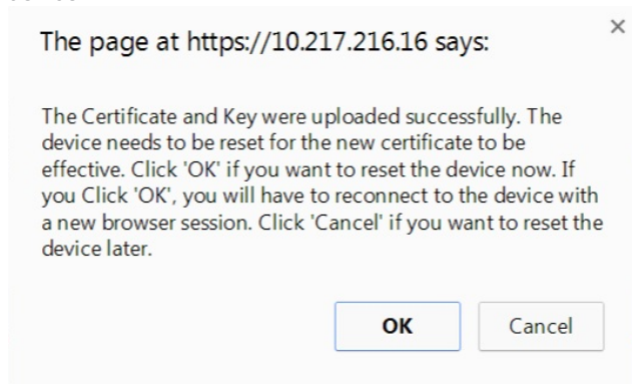 The page at https://10.217.216.16 says:
The Certificate and Key were uploaded successfully. The
device needs to be reset for the new certificate to be
effective. Click 'OK' if you want to reset the device now. If
you Click 'OK', you will have to reconnect to the device with
a new browser session. Click 'Cancel' if you want to reset the
device later.
OK
Cancel